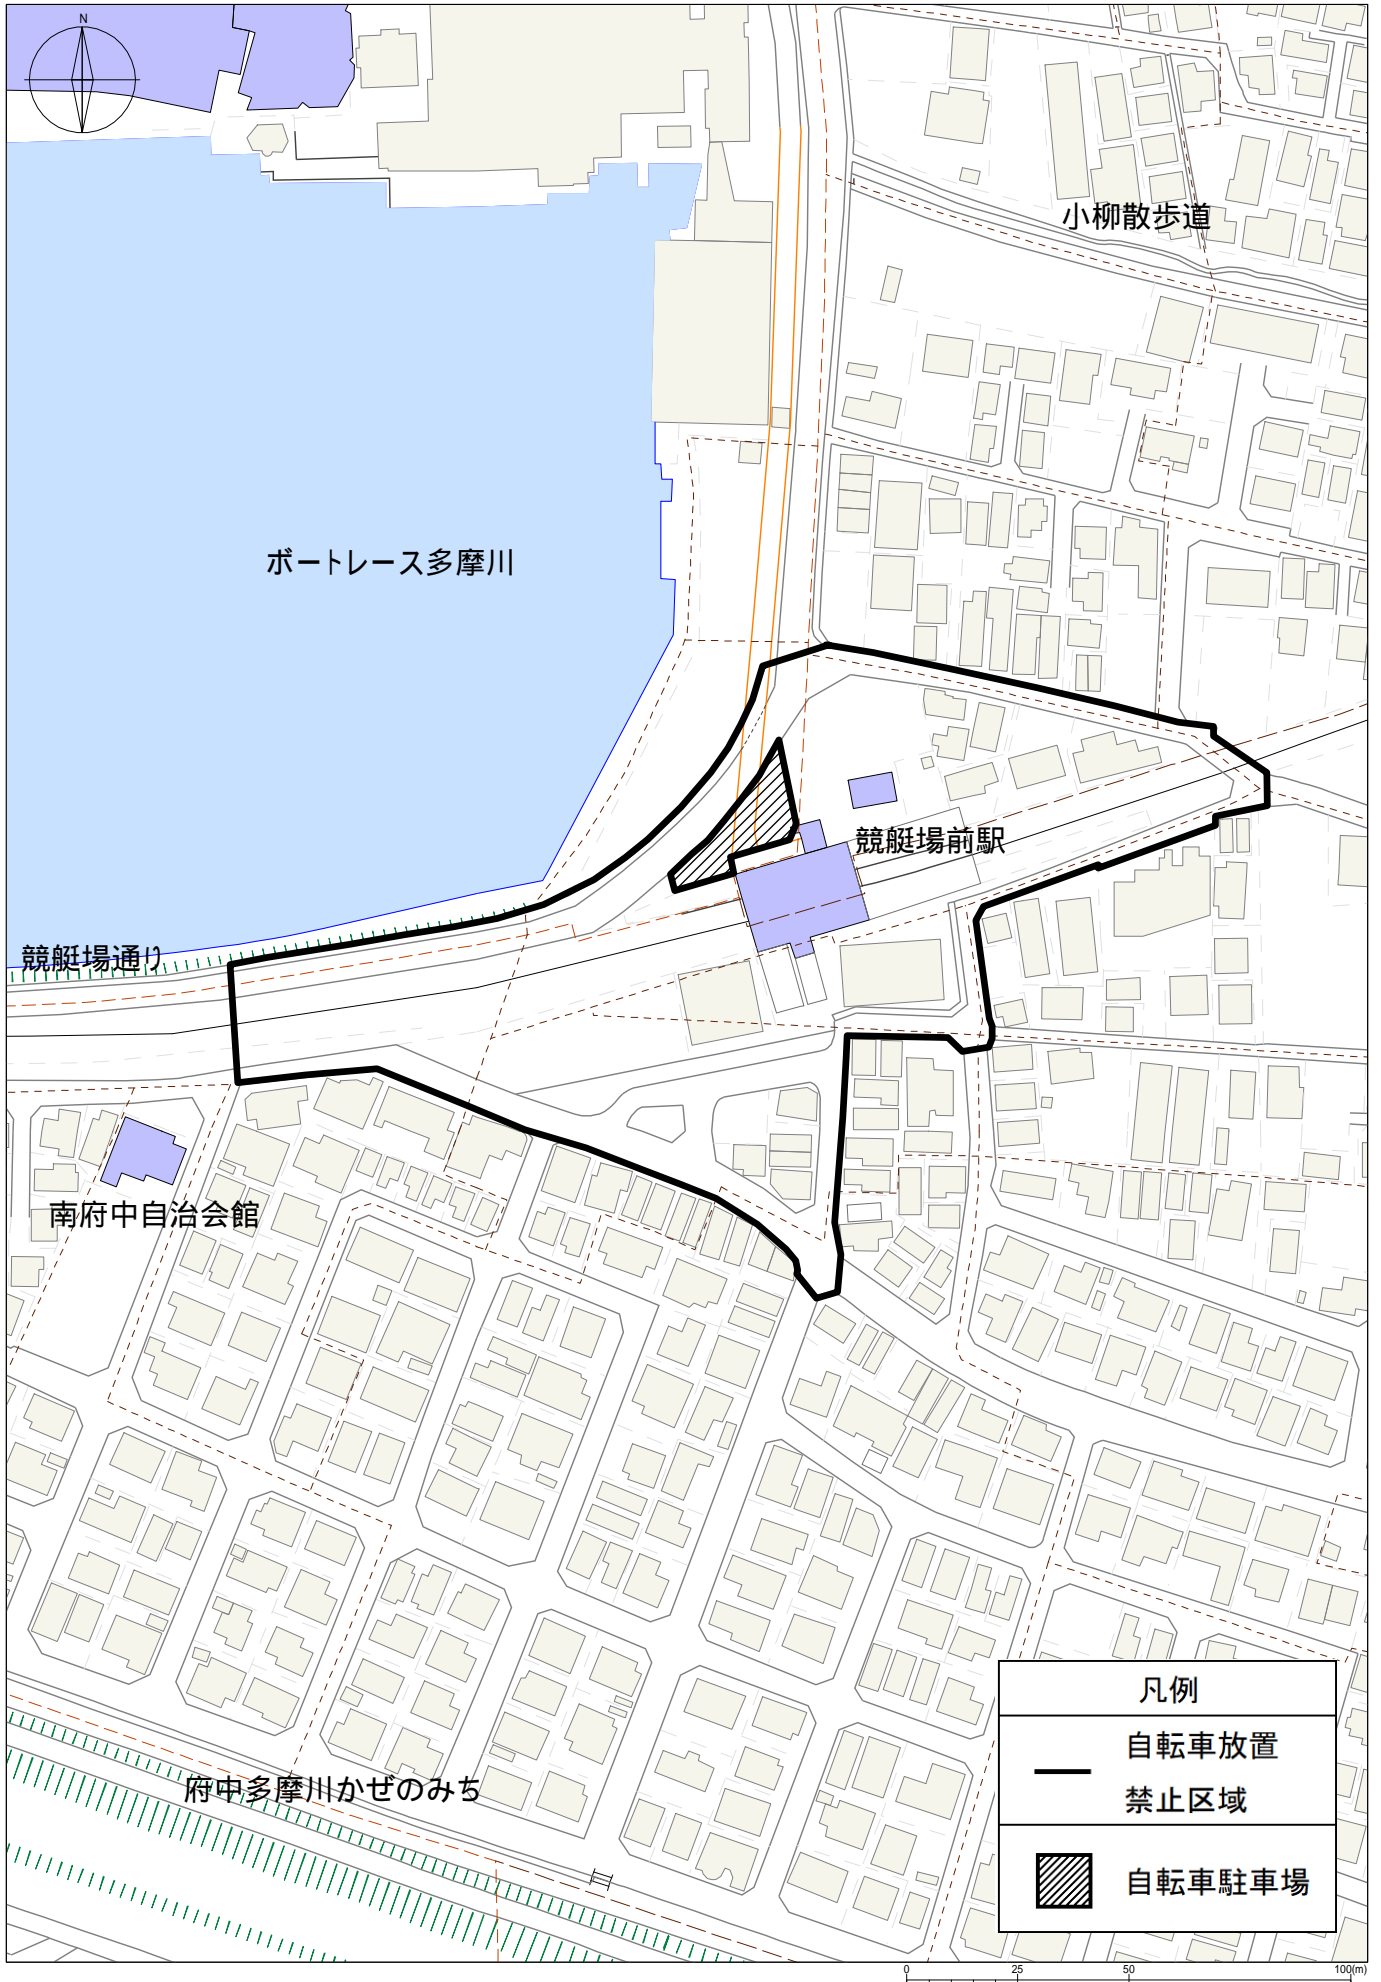 N
小柳散歩道
ボートレース多摩川
競艇場前駅
競艇場通り
南府中自治会館
府中多摩川かぜのみち
凡例
自転車放置
禁止区域
自転車駐車場
0 25 50 100(m)